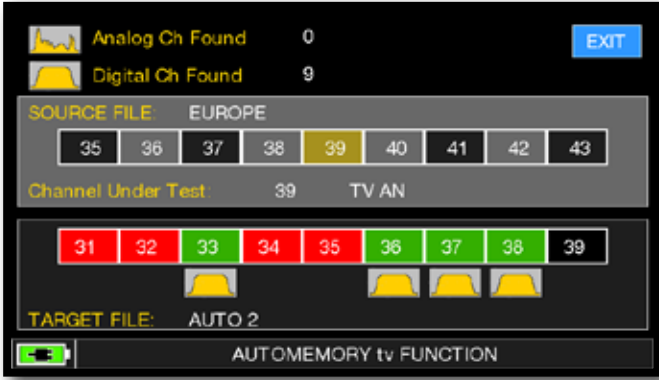 Analog Ch Found 0
EXIT
Digital Ch Found 9
SOURCE FILE: EUROPE
35 36 37 38 39 40 41 42 43
Channel Under Test: 39 TV AN
31 32 33 34 35 36 37 38 39
TARGET FILE: AUTO 2
AUTOMEMORY tv FUNCTION